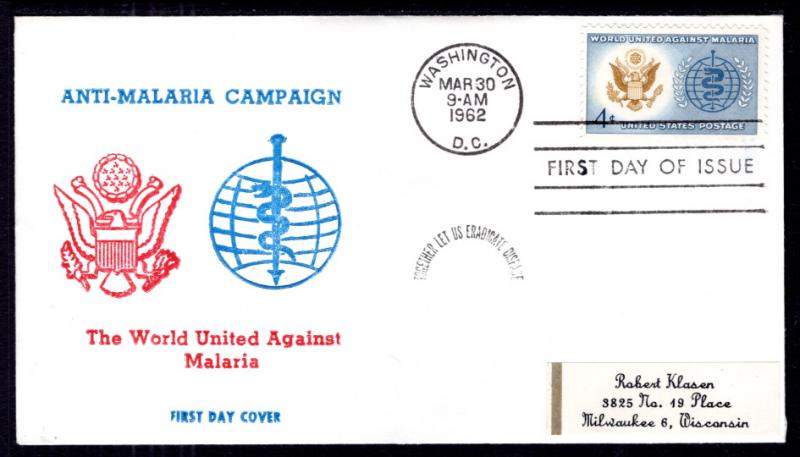 ANTI-MALARIA CAMPAIGN
The World United Against
Malaria
FIRST DAY COVER
WASHINGTON
MAR 30
9-AM
1962
D.C.
WORLD UNITED AGAINST MALARIA
4¢
UNITED STATES POSTAGE
FIRST DAY OF ISSUE
TOGETHER LET US ERADICATE DISEASE
Robert Klasen
3825 No. 19 Place
Milwaukee 6, Wisconsin